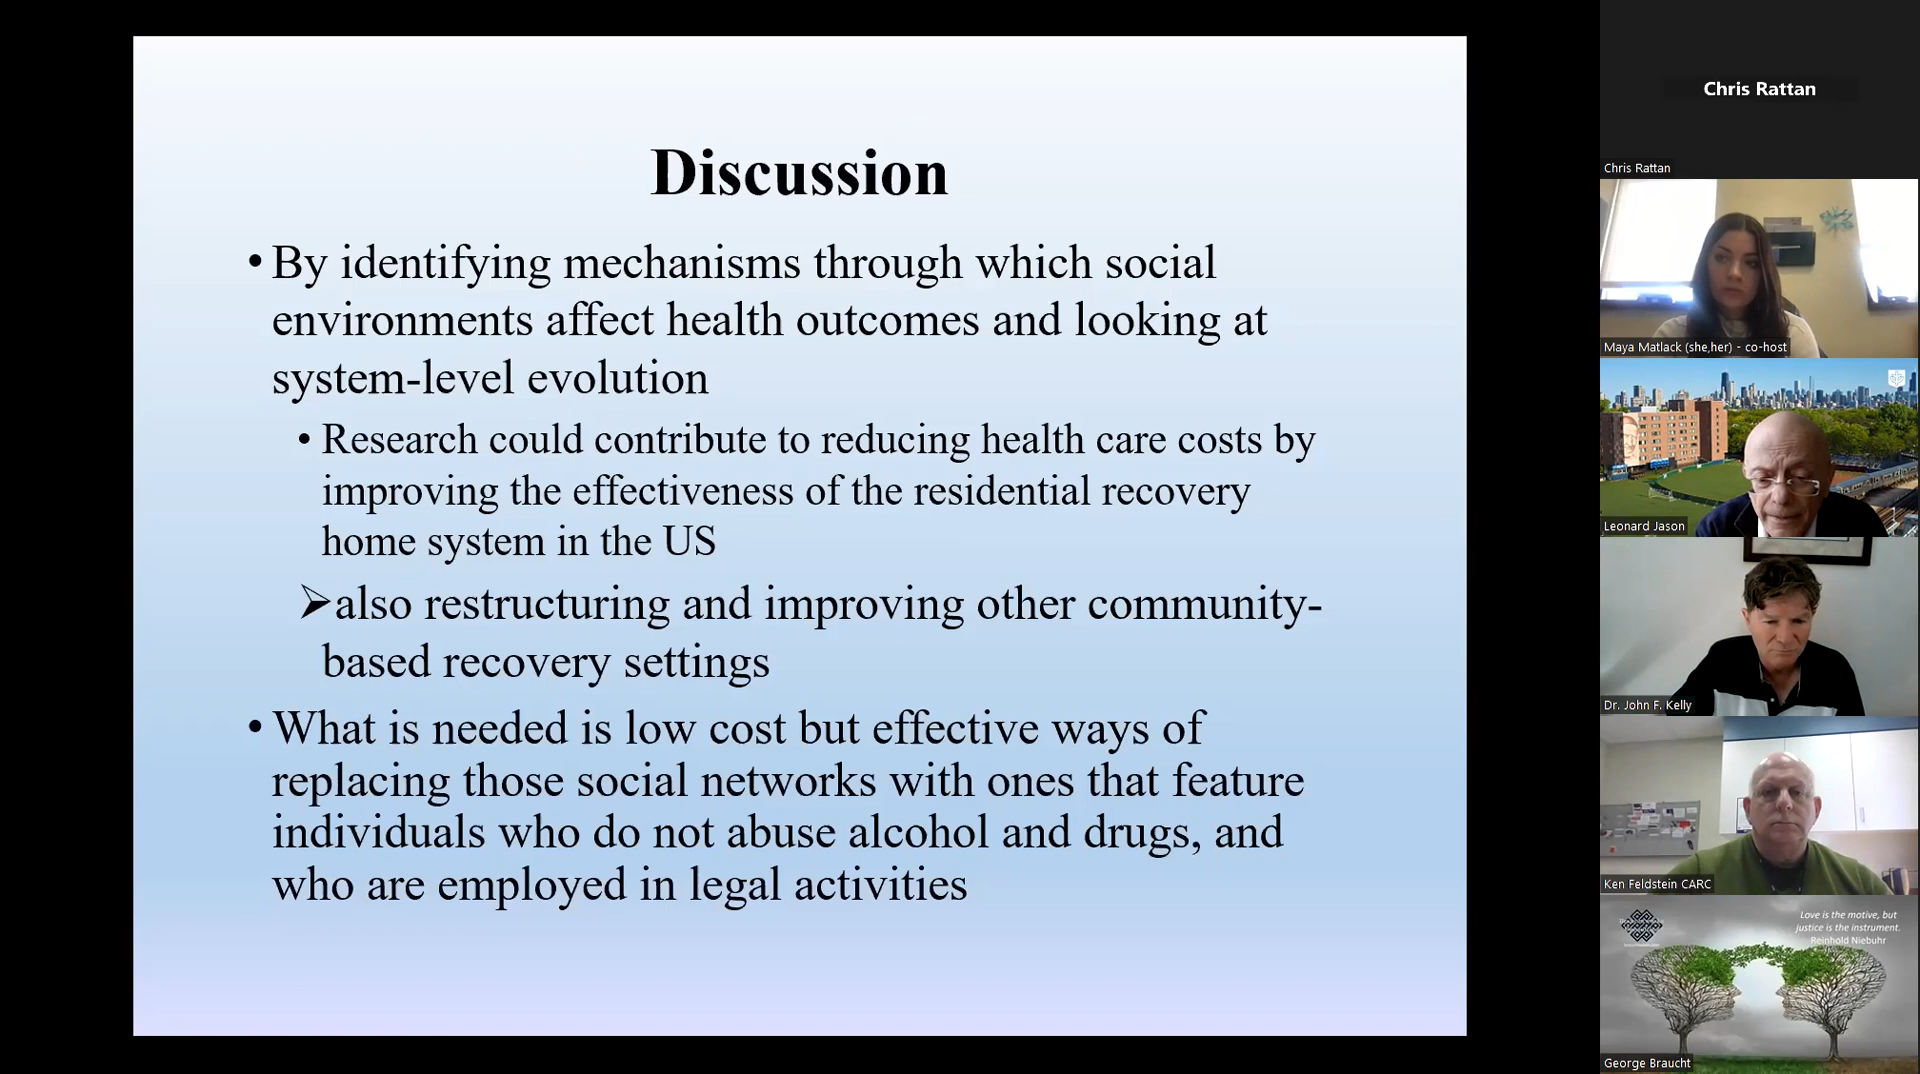 Discussion
• By identifying mechanisms through which social
environments affect health outcomes and looking at
system-level evolution
• Research could contribute to reducing health care costs by
improving the effectiveness of the residential recovery
home system in the US
➢also restructuring and improving other community-
based recovery settings
• What is needed is low cost but effective ways of
replacing those social networks with ones that feature
individuals who do not abuse alcohol and drugs, and
who are employed in legal activities
Chris Rattan
Chris Rattan
Maya Matlack (she,her) - co-host
Leonard Jason
Dr. John F. Kelly
Ken Feldstein CARC
Love is the motive, but
justice is the instrument.
Reinhold Niebuhr
George Braucht